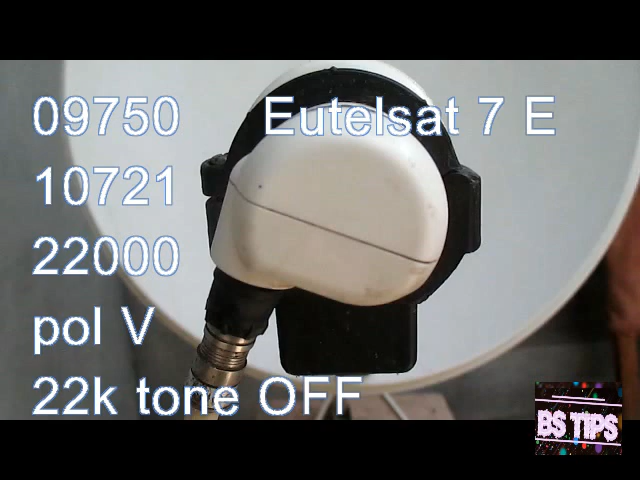 09750 Eutelsat 7 E
10721
22000
pol V
22k tone OFF
BS TIPS